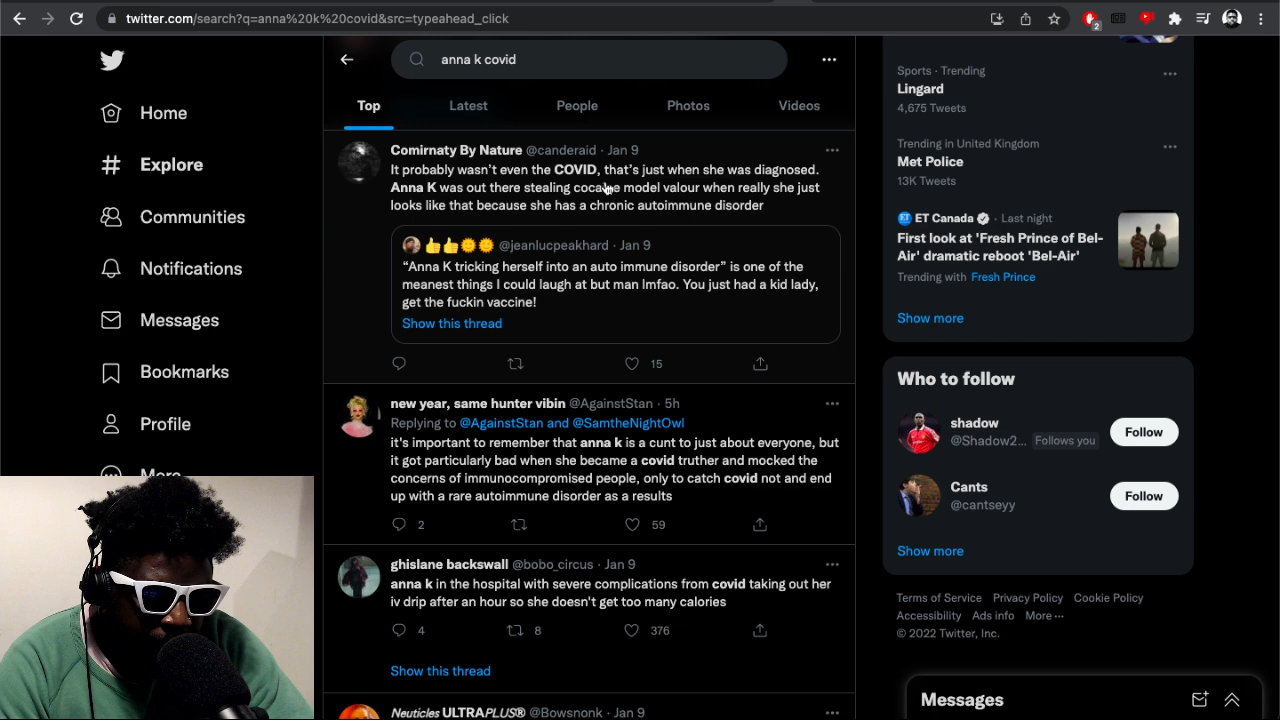 twitter.com/search?q=anna%20k%20covid&src=typeahead_click
2
Home
Explore
Communities
Notifications
Messages
Bookmarks
Profile
More
anna k covid
Top Latest People Photos Videos
Comirnaty By Nature @canderaid · Jan 9
It probably wasn't even the COVID, that's just when she was diagnosed.
Anna K was out there stealing cocaine model valour when really she just
looks like that because she has a chronic autoimmune disorder
👍👍🌞🌞 @jeanlucpeakhard · Jan 9
“Anna K tricking herself into an auto immune disorder” is one of the
meanest things I could laugh at but man lmfao. You just had a kid lady,
get the fuckin vaccine!
Show this thread
15
new year, same hunter vibin @AgainstStan · 5h
Replying to @AgainstStan and @SamtheNightOwl
it's important to remember that anna k is a cunt to just about everyone, but
it got particularly bad when she became a covid truther and mocked the
concerns of immunocompromised people, only to catch covid not and end
up with a rare autoimmune disorder as a results
2 59
ghislane backswall @bobo_circus · Jan 9
anna k in the hospital with severe complications from covid taking out her
iv drip after an hour so she doesn't get too many calories
4 8 376
Show this thread
Neuticles ULTRAPLUS® @Bowsnonk · Jan 9
Sports · Trending
Lingard
4,675 Tweets
Trending in United Kingdom
Met Police
13K Tweets
ET Canada · Last night
First look at 'Fresh Prince of Bel-
Air' dramatic reboot 'Bel-Air'
Trending with Fresh Prince
Show more
Who to follow
shadow
@Shadow2... Follows you
Follow
Cants
@cantseyy
Follow
Show more
Terms of Service Privacy Policy Cookie Policy
Accessibility Ads info More ···
© 2022 Twitter, Inc.
Messages